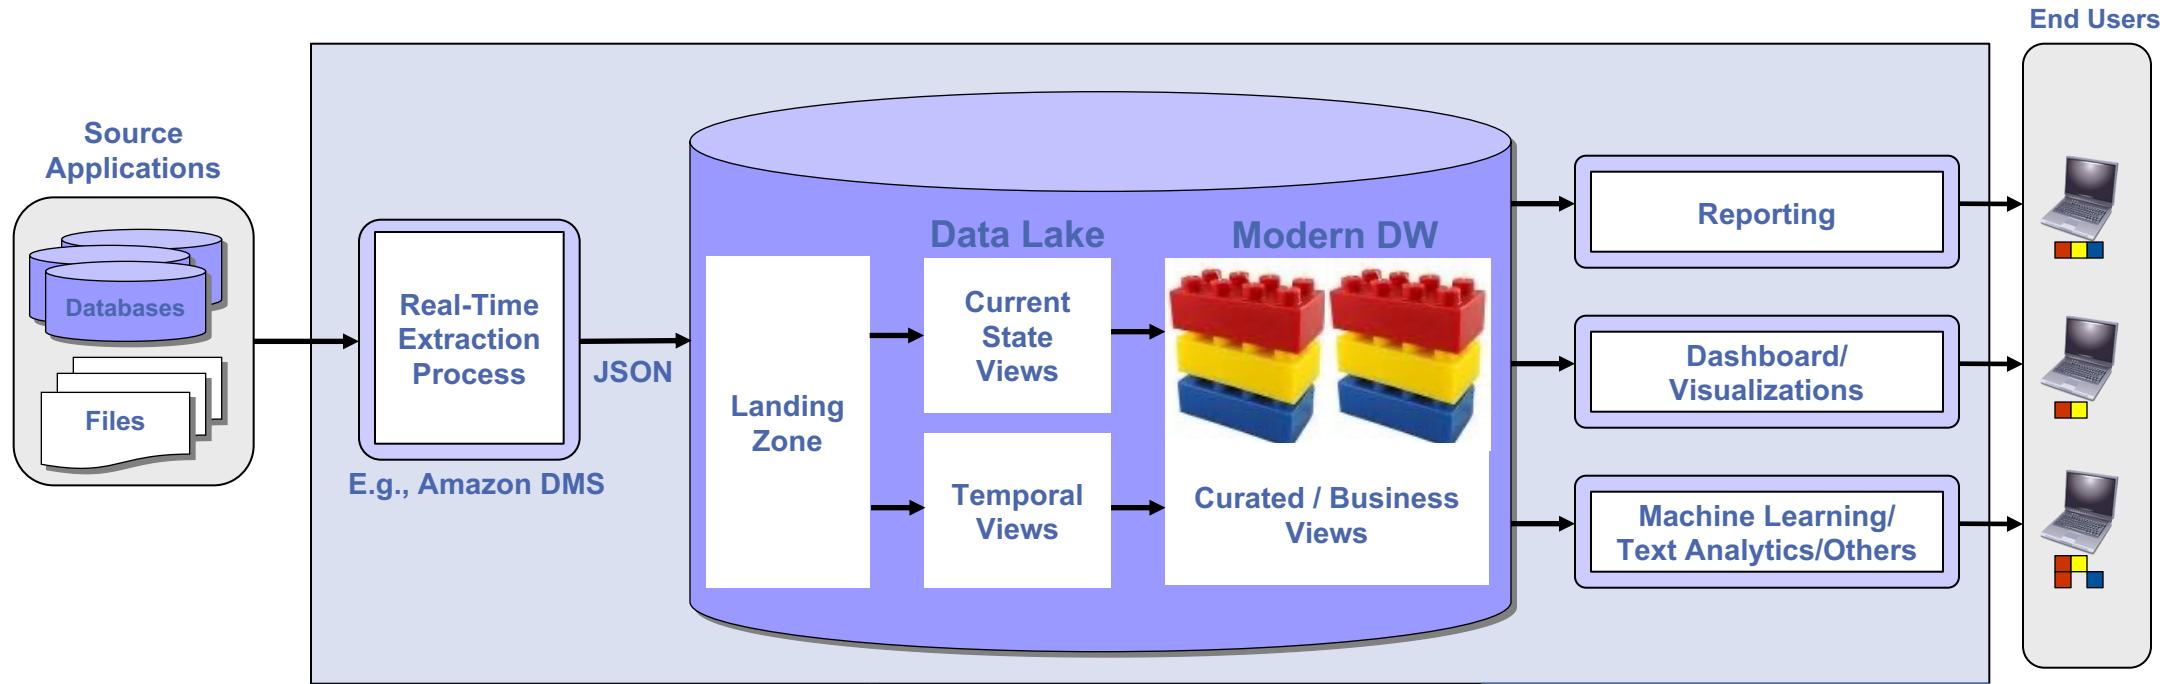 End Users
Source
Applications
Databases
Files
Real-Time
Extraction
Process
E.g., Amazon DMS
JSON
Data Lake
Modern DW
Landing
Zone
Current
State
Views
Temporal
Views
Curated / Business
Views
Reporting
Dashboard/
Visualizations
Machine Learning/
Text Analytics/Others